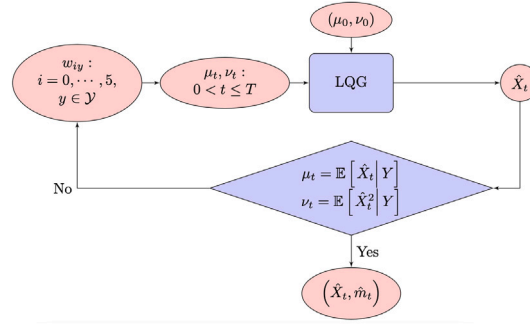 (μ₀, ν₀)
w_{iy} :
i = 0, ⋯ , 5,
y ∈ 𝒴
μ_t, ν_t :
0 < t ≤ T
LQG
X̂_t
μ_t = 𝔼 [ X̂_t | Y ]
ν_t = 𝔼 [ X̂_t² | Y ]
No
Yes
(X̂_t, m̂_t)